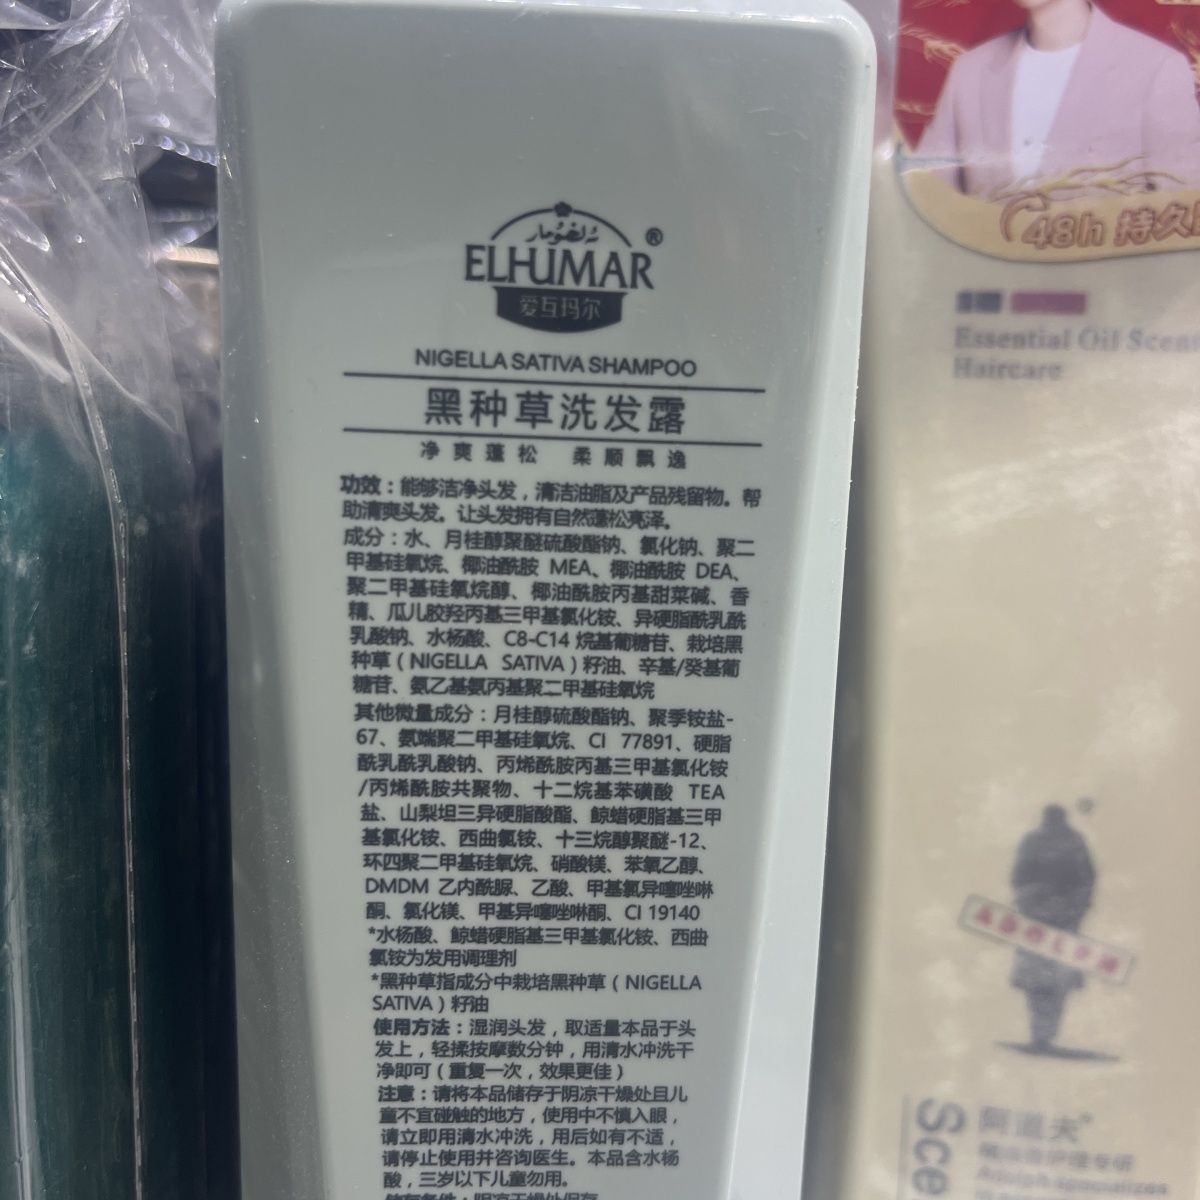 ELHUMAR®
爱互玛尔
NIGELLA SATIVA SHAMPOO
黑种草洗发露
净爽蓬松 柔顺飘逸
功效：能够洁净头发，清洁油脂及产品残留物。帮
助清爽头发。让头发拥有自然蓬松亮泽。
成分：水、月桂醇聚醚硫酸酯钠、氯化钠、聚二
甲基硅氧烷、椰油酰胺 MEA、椰油酰胺 DEA、
聚二甲基硅氧烷醇、椰油酰胺丙基甜菜碱、香
精、瓜儿胶羟丙基三甲基氯化铵、异硬脂酰乳酰
乳酸钠、水杨酸、C8-C14 烷基葡糖苷、栽培黑
种草（NIGELLA SATIVA）籽油、辛基/癸基葡
糖苷、氨乙基氨丙基聚二甲基硅氧烷
其他微量成分：月桂醇硫酸酯钠、聚季铵盐-
67、氨端聚二甲基硅氧烷、CI 77891、硬脂
酰乳酰乳酸钠、丙烯酰胺丙基三甲基氯化铵
/丙烯酰胺共聚物、十二烷基苯磺酸 TEA
盐、山梨坦三异硬脂酸酯、鲸蜡硬脂基三甲
基氯化铵、西曲氯铵、十三烷醇聚醚-12、
环四聚二甲基硅氧烷、硝酸镁、苯氧乙醇、
DMDM 乙内酰脲、乙酸、甲基氯异噻唑啉
酮、氯化镁、甲基异噻唑啉酮、CI 19140
*水杨酸、鲸蜡硬脂基三甲基氯化铵、西曲
氯铵为发用调理剂
*黑种草指成分中栽培黑种草（NIGELLA
SATIVA）籽油
使用方法：湿润头发，取适量本品于头
发上，轻揉按摩数分钟，用清水冲洗干
净即可（重复一次，效果更佳）
注意：请将本品储存于阴凉干燥处且儿
童不宜碰触的地方，使用中不慎入眼，
请立即用清水冲洗，用后如有不适，
请停止使用并咨询医生。本品含水杨
酸，三岁以下儿童勿用。
48h 持久
Essential Oil Scent
Haircare
ADOLPH
阿道夫
Sce